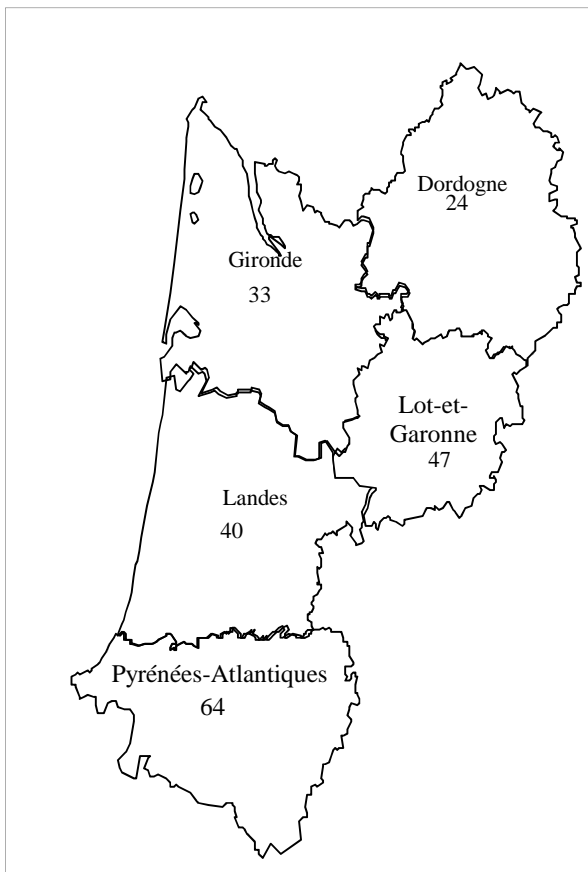 Dordogne
24
Gironde
33
Lot-et-
Garonne
47
Landes
40
Pyrénées-Atlantiques
64